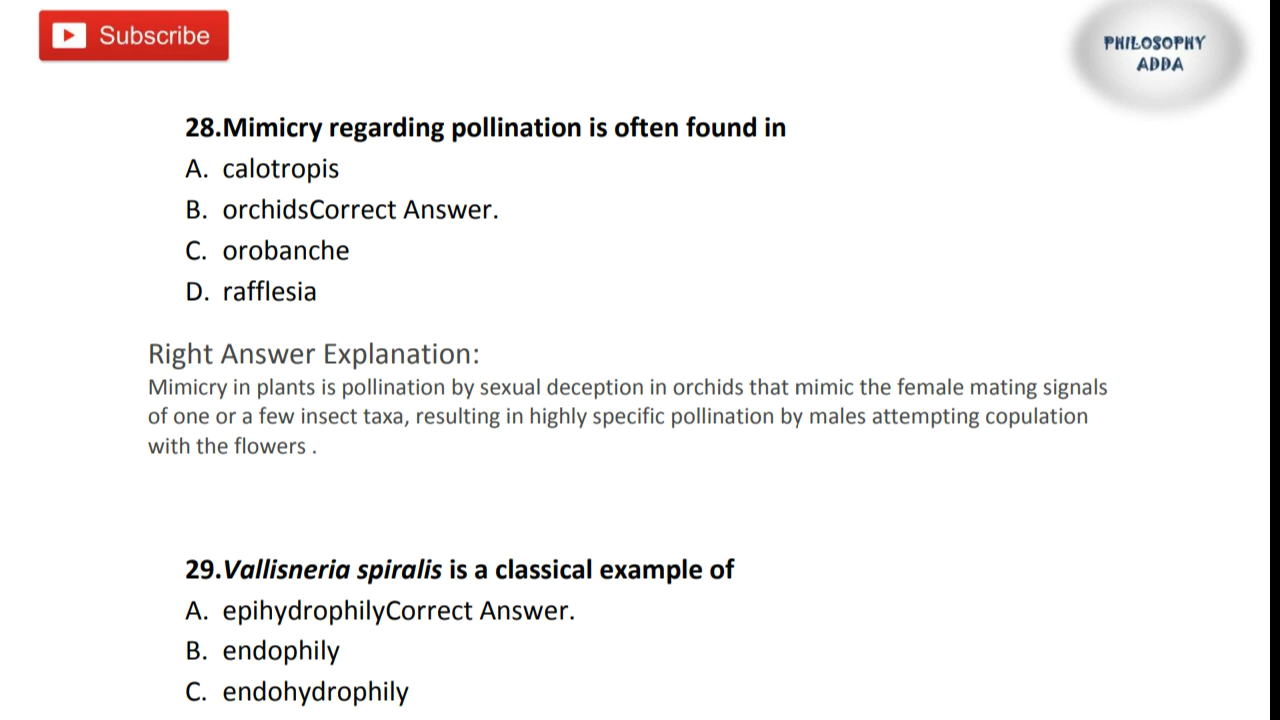 Subscribe
PHILOSOPHY
ADDA
28.Mimicry regarding pollination is often found in
A. calotropis
B. orchidsCorrect Answer.
C. orobanche
D. rafflesia
Right Answer Explanation:
Mimicry in plants is pollination by sexual deception in orchids that mimic the female mating signals
of one or a few insect taxa, resulting in highly specific pollination by males attempting copulation
with the flowers .
29.Vallisneria spiralis is a classical example of
A. epihydrophilyCorrect Answer.
B. endophily
C. endohydrophily